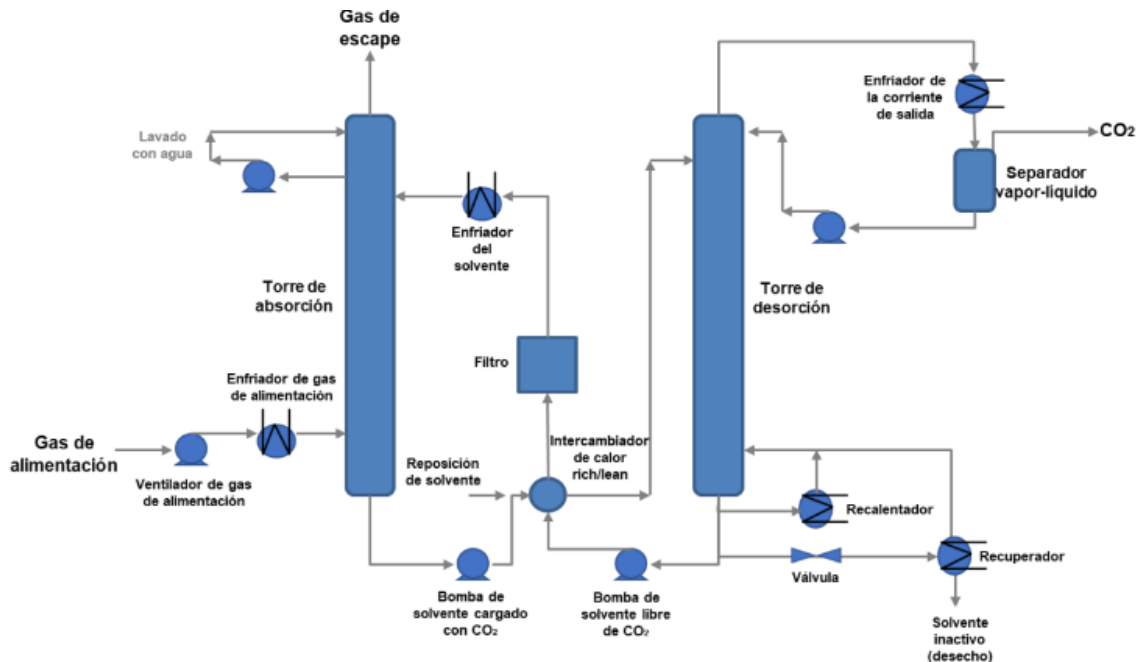 Gas de
escape
Enfriador de
la corriente
de salida
CO₂
Lavado
con agua
Separador
vapor-líquido
Enfriador
del
solvente
Torre de
absorción
Torre de
desorción
Filtro
Enfriador de gas
de alimentación
Gas de
alimentación
Intercambiador
de calor
rich/lean
Reposición
de solvente
Ventilador de gas
de alimentación
Recalentador
Recuperador
Válvula
Bomba de
solvente cargado
con CO₂
Bomba de
solvente libre
de CO₂
Solvente
inactivo
(desecho)